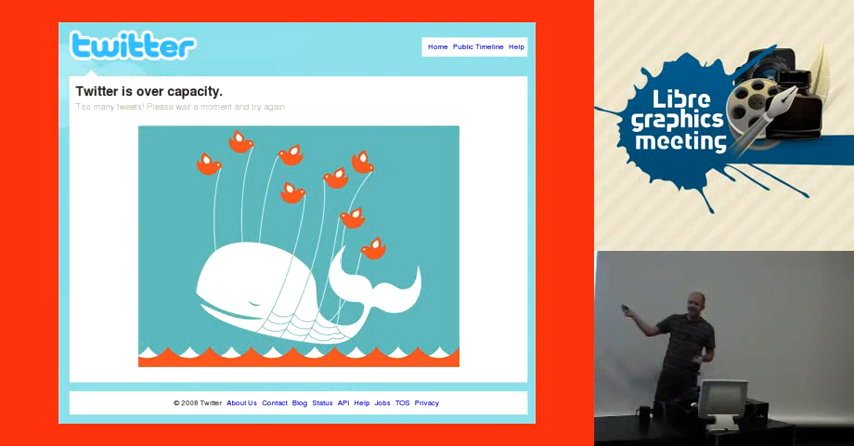 twitter
Home Public Timeline Help
Twitter is over capacity.
Too many tweets! Please wait a moment and try again
© 2008 Twitter About Us Contact Blog Status API Help Jobs TOS Privacy
Libre
graphics
meeting